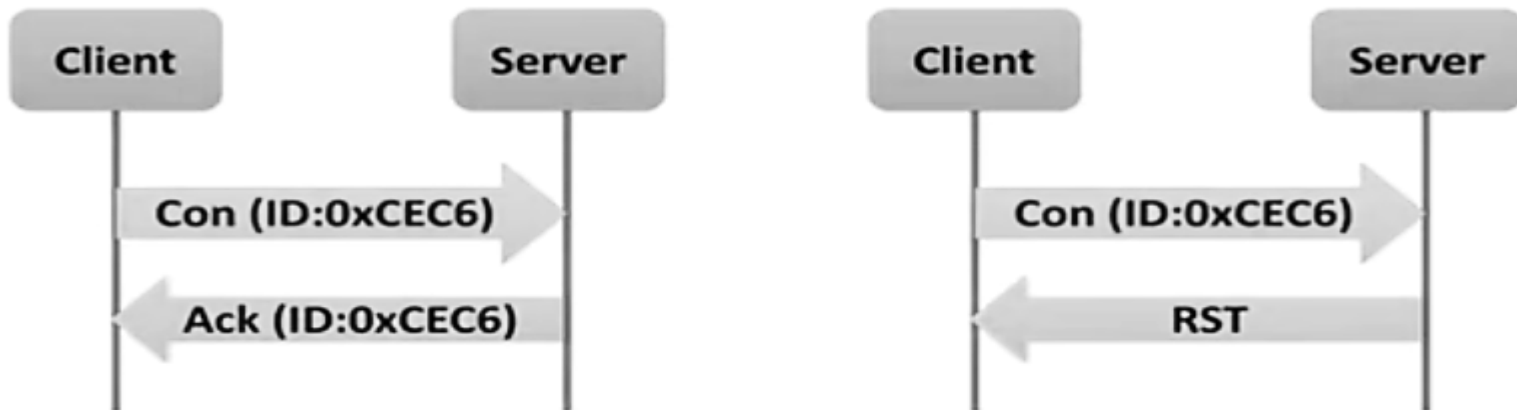 Client
Server
Con (ID:0xCEC6)
Ack (ID:0xCEC6)
Client
Server
Con (ID:0xCEC6)
RST